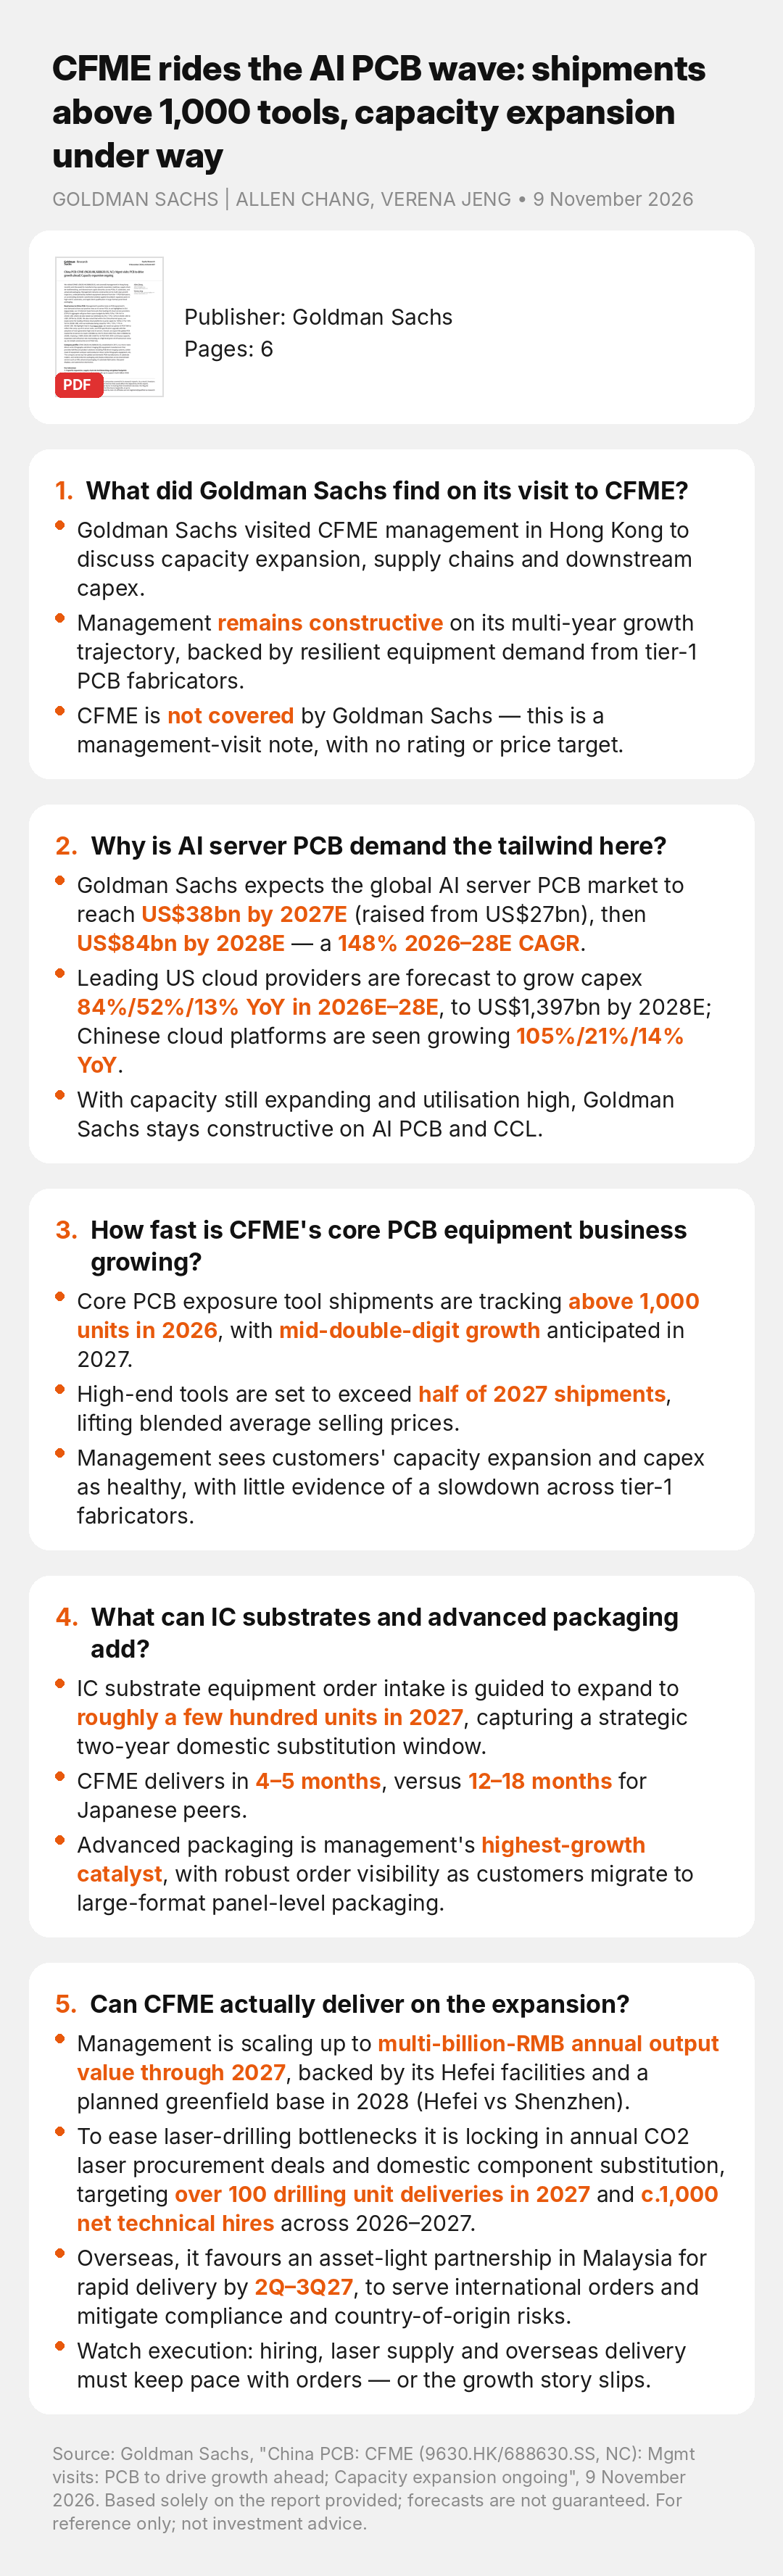 CFME rides the AI PCB wave: shipments
above 1,000 tools, capacity expansion
under way
GOLDMAN SACHS | ALLEN CHANG, VERENA JENG • 9 November 2026
PDF
Publisher: Goldman Sachs
Pages: 6
1. What did Goldman Sachs find on its visit to CFME?
• Goldman Sachs visited CFME management in Hong Kong to
discuss capacity expansion, supply chains and downstream
capex.
• Management remains constructive on its multi-year growth
trajectory, backed by resilient equipment demand from tier-1
PCB fabricators.
• CFME is not covered by Goldman Sachs — this is a
management-visit note, with no rating or price target.
2. Why is AI server PCB demand the tailwind here?
• Goldman Sachs expects the global AI server PCB market to
reach US$38bn by 2027E (raised from US$27bn), then
US$84bn by 2028E — a 148% 2026–28E CAGR.
• Leading US cloud providers are forecast to grow capex
84%/52%/13% YoY in 2026E–28E, to US$1,397bn by 2028E;
Chinese cloud platforms are seen growing 105%/21%/14%
YoY.
• With capacity still expanding and utilisation high, Goldman
Sachs stays constructive on AI PCB and CCL.
3. How fast is CFME's core PCB equipment business
growing?
• Core PCB exposure tool shipments are tracking above 1,000
units in 2026, with mid-double-digit growth anticipated in
2027.
• High-end tools are set to exceed half of 2027 shipments,
lifting blended average selling prices.
• Management sees customers' capacity expansion and capex
as healthy, with little evidence of a slowdown across tier-1
fabricators.
4. What can IC substrates and advanced packaging
add?
• IC substrate equipment order intake is guided to expand to
roughly a few hundred units in 2027, capturing a strategic
two-year domestic substitution window.
• CFME delivers in 4–5 months, versus 12–18 months for
Japanese peers.
• Advanced packaging is management's highest-growth
catalyst, with robust order visibility as customers migrate to
large-format panel-level packaging.
5. Can CFME actually deliver on the expansion?
• Management is scaling up to multi-billion-RMB annual output
value through 2027, backed by its Hefei facilities and a
planned greenfield base in 2028 (Hefei vs Shenzhen).
• To ease laser-drilling bottlenecks it is locking in annual CO2
laser procurement deals and domestic component substitution,
targeting over 100 drilling unit deliveries in 2027 and c.1,000
net technical hires across 2026–2027.
• Overseas, it favours an asset-light partnership in Malaysia for
rapid delivery by 2Q–3Q27, to serve international orders and
mitigate compliance and country-of-origin risks.
• Watch execution: hiring, laser supply and overseas delivery
must keep pace with orders — or the growth story slips.
Source: Goldman Sachs, "China PCB: CFME (9630.HK/688630.SS, NC): Mgmt
visits: PCB to drive growth ahead; Capacity expansion ongoing", 9 November
2026. Based solely on the report provided; forecasts are not guaranteed. For
reference only; not investment advice.